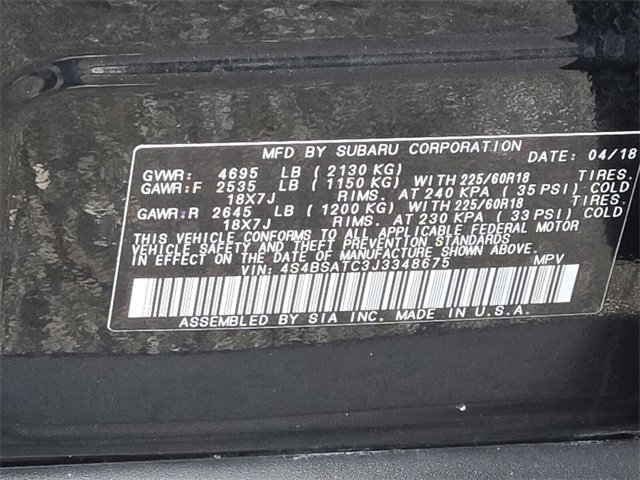 MFD BY SUBARU CORPORATION DATE: 04/18
GVWR: 4695 LB ( 2130 KG)
GAWR:F 2535 LB ( 1150 KG) WITH 225/60R18 TIRES.
18X7J RIMS. AT 240 KPA ( 35 PSI) COLD
GAWR:R 2645 LB ( 1200 KG) WITH 225/60R18 TIRES.
18X7J RIMS. AT 230 KPA ( 33 PSI) COLD
THIS VEHICLE CONFORMS TO ALL APPLICABLE FEDERAL MOTOR
VEHICLE SAFETY AND THEFT PREVENTION STANDARDS
IN EFFECT ON THE DATE OF MANUFACTURE SHOWN ABOVE.
VIN: 4S4BSATC3J3348675 MPV
ASSEMBLED BY SIA INC. MADE IN U.S.A.